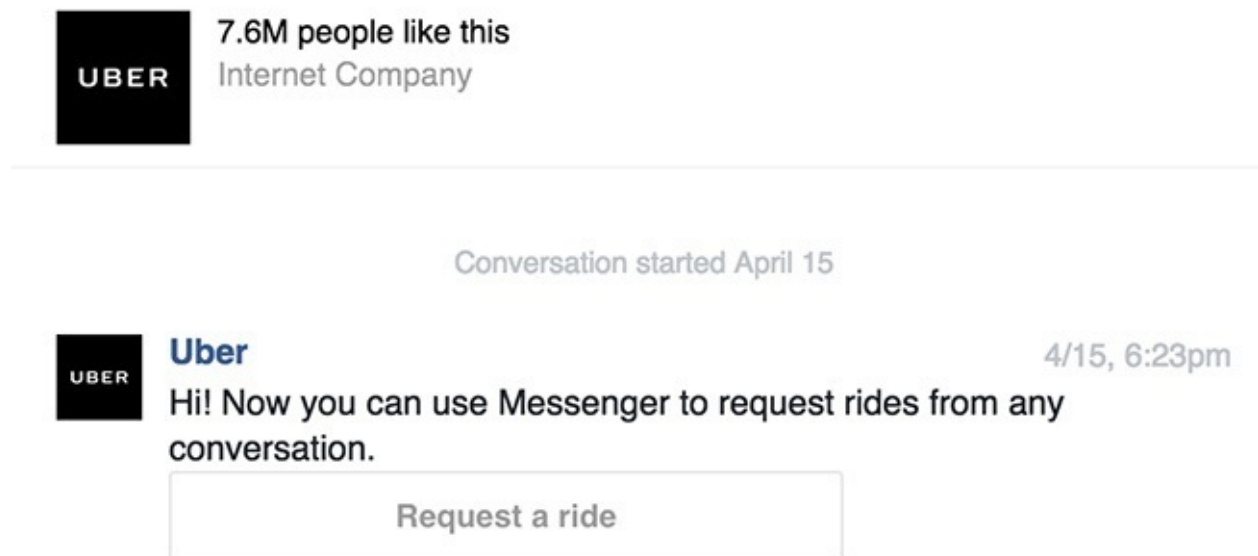 UBER
7.6M people like this
Internet Company
Conversation started April 15
UBER
Uber
4/15, 6:23pm
Hi! Now you can use Messenger to request rides from any
conversation.
Request a ride